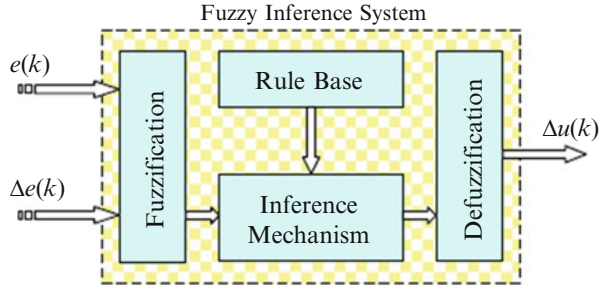 Fuzzy Inference System
e(k)
Δe(k)
Fuzzification
Rule Base
Inference
Mechanism
Defuzzification
Δu(k)